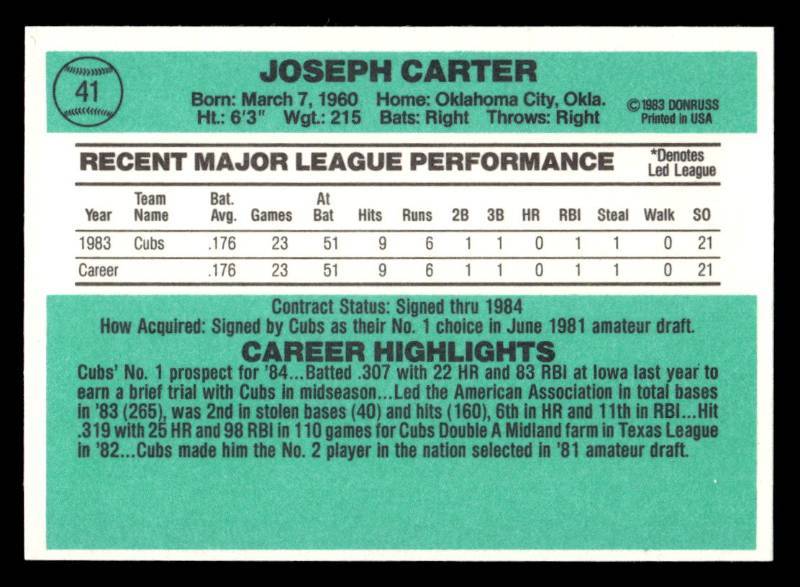 41
JOSEPH CARTER
Born: March 7, 1960 Home: Oklahoma City, Okla.
Ht.: 6'3" Wgt.: 215 Bats: Right Throws: Right
©1983 DONRUSS
Printed in USA
RECENT MAJOR LEAGUE PERFORMANCE
*Denotes
Led League
Year Team Name Bat. Avg. Games At Bat Hits Runs 2B 3B HR RBI Steal Walk SO
1983 Cubs .176 23 51 9 6 1 1 0 1 1 0 21
Career .176 23 51 9 6 1 1 0 1 1 0 21
Contract Status: Signed thru 1984
How Acquired: Signed by Cubs as their No. 1 choice in June 1981 amateur draft.
CAREER HIGHLIGHTS
Cubs' No. 1 prospect for '84...Batted .307 with 22 HR and 83 RBI at Iowa last year to
earn a brief trial with Cubs in midseason...Led the American Association in total bases
in '83 (265), was 2nd in stolen bases (40) and hits (160), 6th in HR and 11th in RBI...Hit
.319 with 25 HR and 98 RBI in 110 games for Cubs Double A Midland farm in Texas League
in '82...Cubs made him the No. 2 player in the nation selected in '81 amateur draft.